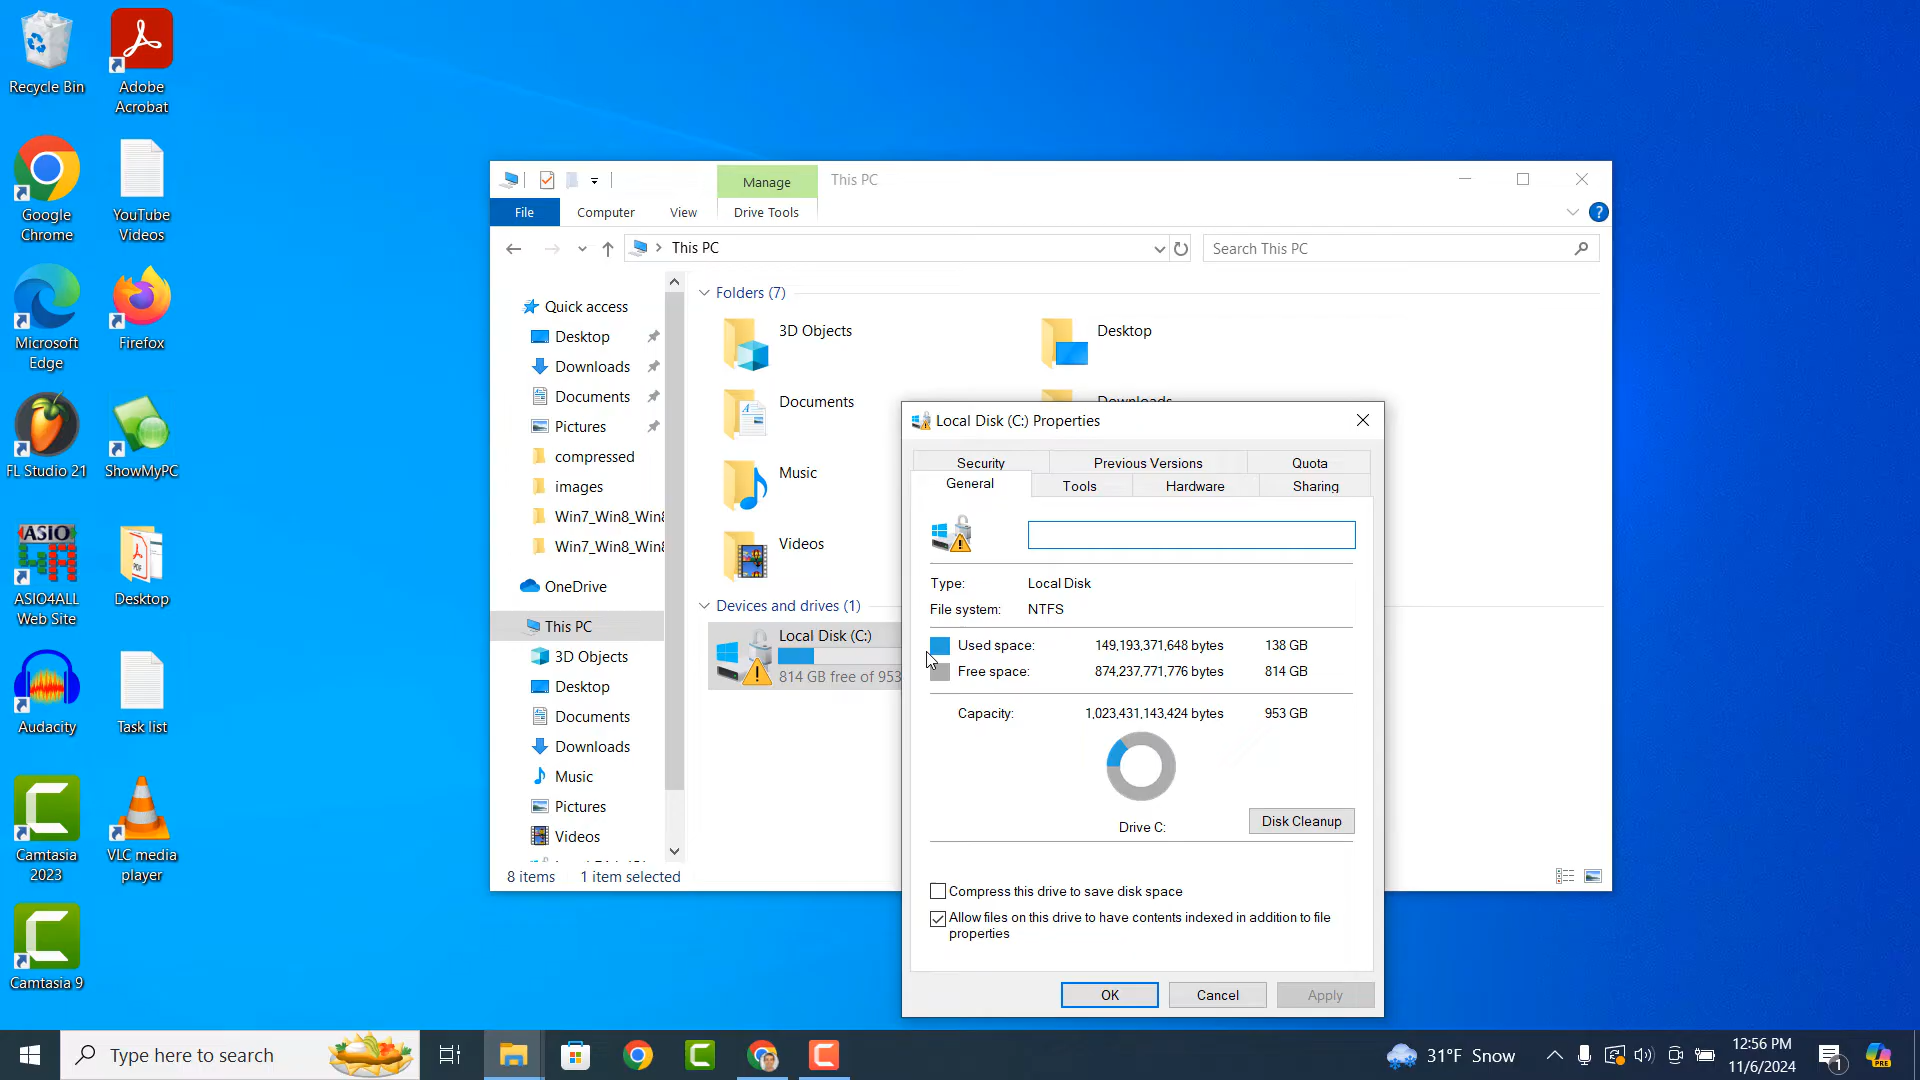 Recycle Bin
Adobe
Acrobat
Google
Chrome
YouTube
Videos
Microsoft
Edge
Firefox
FL Studio 21
ShowMyPC
ASIO
ASIO4ALL
Web Site
PDF
Desktop
Audacity
Task list
Camtasia
2023
VLC media
player
Camtasia 9
Manage
This PC
File
Computer
View
Drive Tools
This PC
Search This PC
Quick access
Desktop
Downloads
Documents
Pictures
compressed
images
Win7_Win8_Win8
Win7_Win8_Win8
OneDrive
This PC
3D Objects
Desktop
Documents
Downloads
Music
Pictures
Videos
Folders (7)
3D Objects
Desktop
Documents
Downloads
Music
Videos
Devices and drives (1)
Local Disk (C:)
814 GB free of 953
8 items
1 item selected
Local Disk (C:) Properties
Security
Previous Versions
Quota
General
Tools
Hardware
Sharing
Type: Local Disk
File system: NTFS
Used space: 149,193,371,648 bytes 138 GB
Free space: 874,237,771,776 bytes 814 GB
Capacity: 1,023,431,143,424 bytes 953 GB
Drive C:
Disk Cleanup
Compress this drive to save disk space
Allow files on this drive to have contents indexed in addition to file
properties
OK
Cancel
Apply
Type here to search
31°F Snow
12:56 PM
11/6/2024
1
PRE